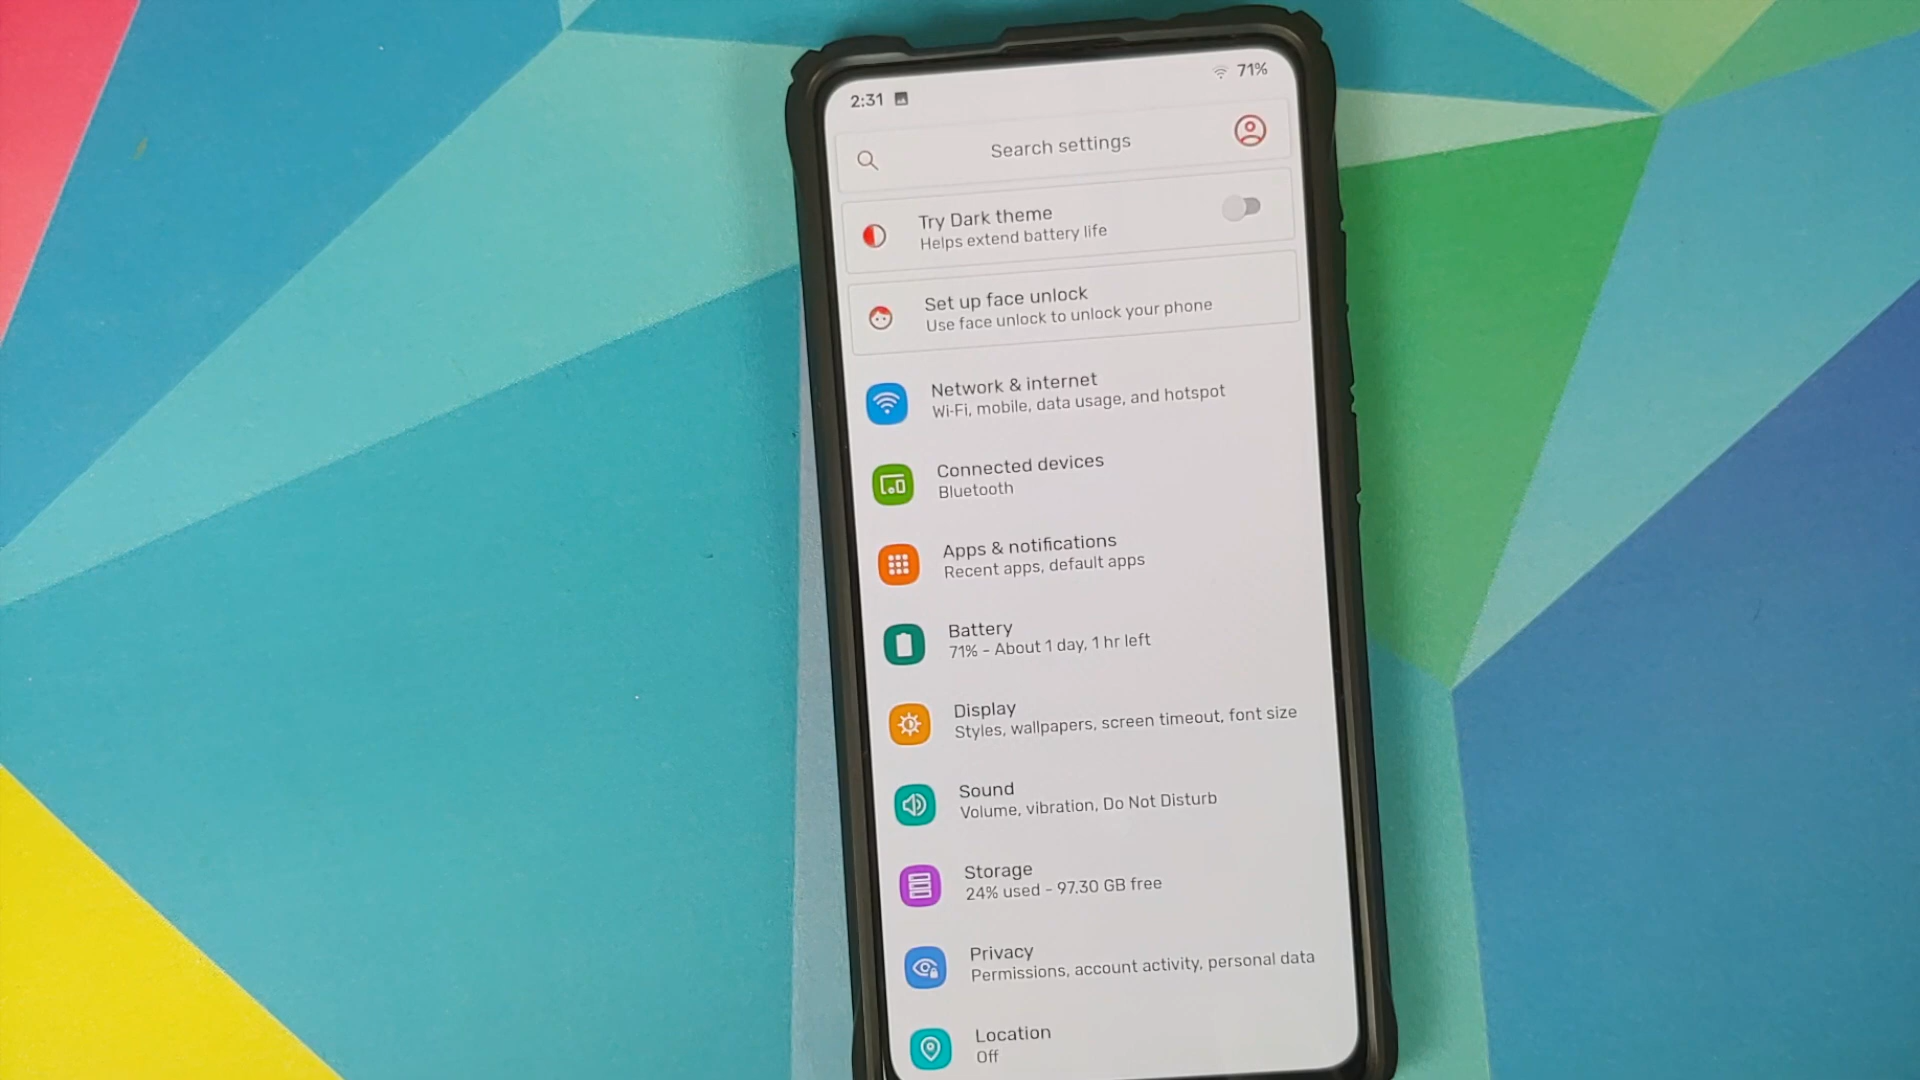 2:31
71%
Search settings
Try Dark theme
Helps extend battery life
Set up face unlock
Use face unlock to unlock your phone
Network & internet
Wi-Fi, mobile, data usage, and hotspot
Connected devices
Bluetooth
Apps & notifications
Recent apps, default apps
Battery
71% - About 1 day, 1 hr left
Display
Styles, wallpapers, screen timeout, font size
Sound
Volume, vibration, Do Not Disturb
Storage
24% used - 97.30 GB free
Privacy
Permissions, account activity, personal data
Location
Off